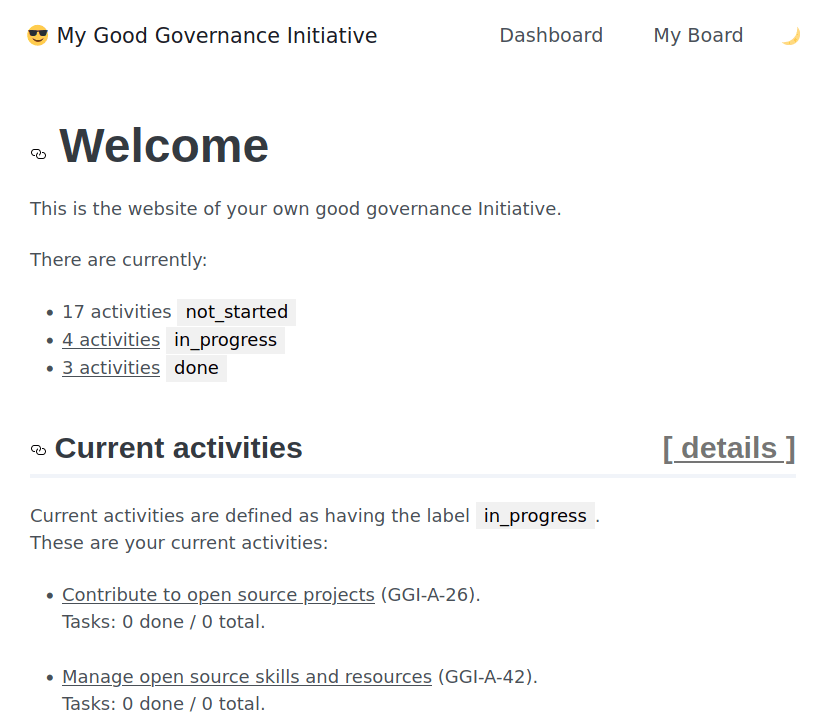 😎 My Good Governance Initiative Dashboard My Board 🌙
Welcome
This is the website of your own good governance Initiative.
There are currently:
• 17 activities not_started
• 4 activities in_progress
• 3 activities done
Current activities [ details ]
Current activities are defined as having the label in_progress.
These are your current activities:
• Contribute to open source projects (GGI-A-26).
Tasks: 0 done / 0 total.
• Manage open source skills and resources (GGI-A-42).
Tasks: 0 done / 0 total.